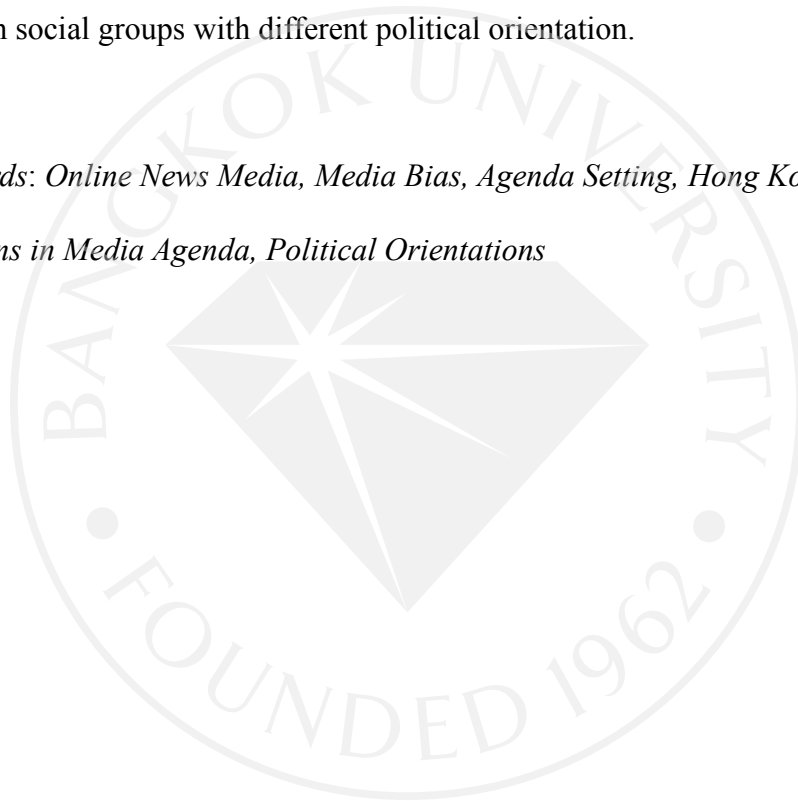 n social groups with different political orientation.
rds: Online News Media, Media Bias, Agenda Setting, Hong Ko
ns in Media Agenda, Political Orientations
BANGKOK UNIVERSITY
FOUNDED 1962